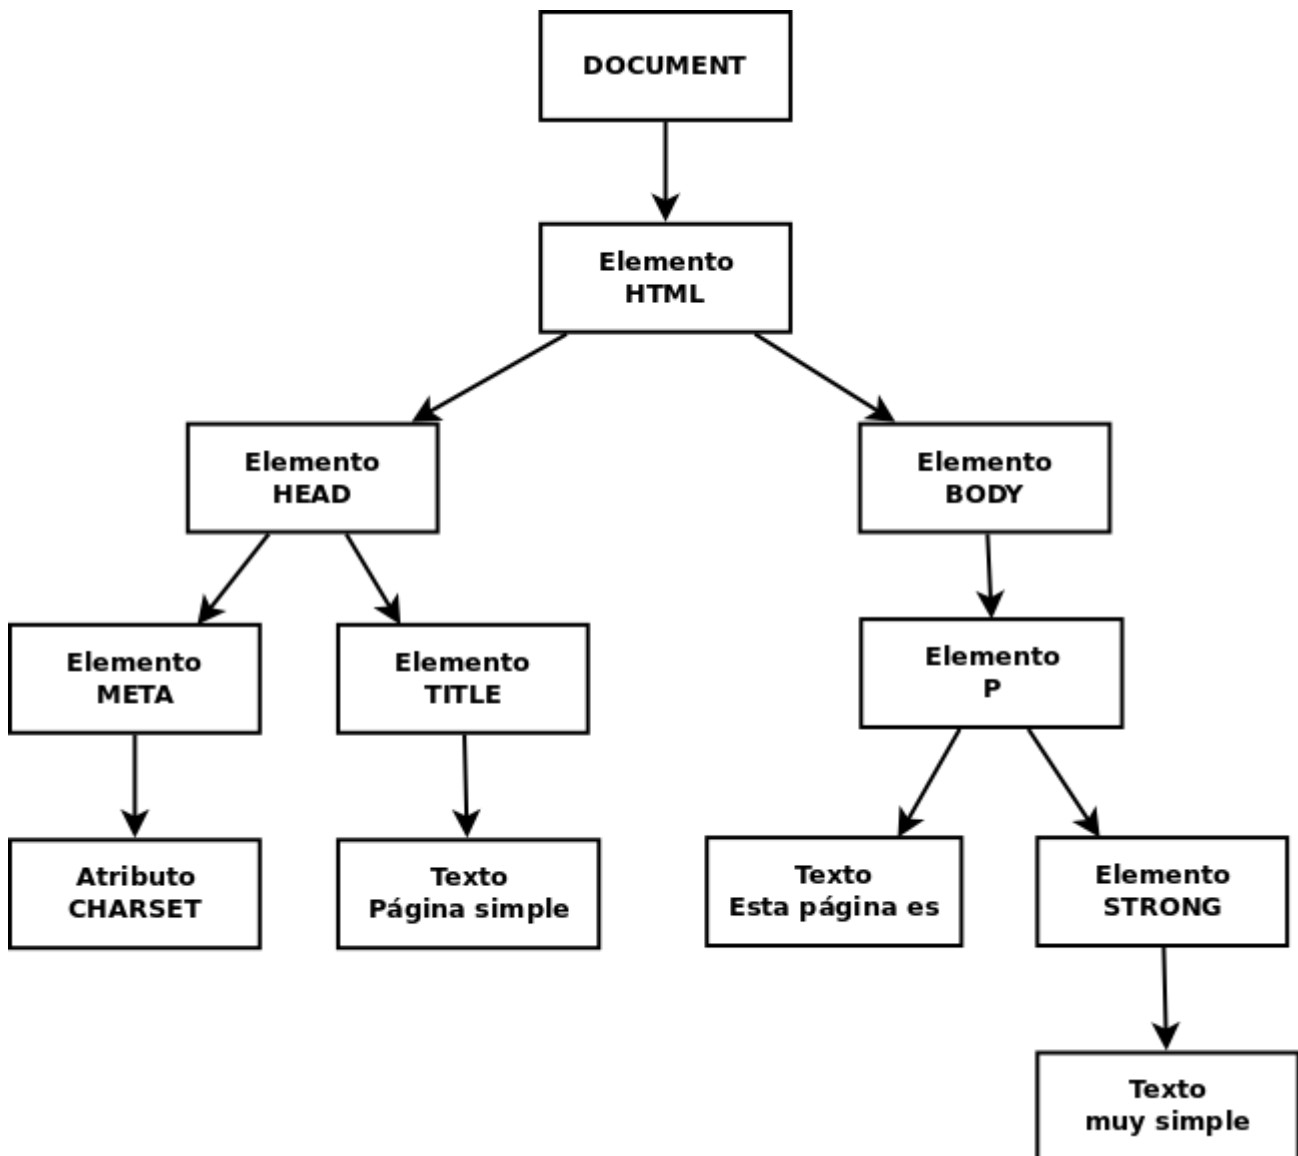 DOCUMENT
Elemento
HTML
Elemento
HEAD
Elemento
BODY
Elemento
META
Elemento
TITLE
Elemento
P
Atributo
CHARSET
Texto
Página simple
Texto
Esta página es
Elemento
STRONG
Texto
muy simple